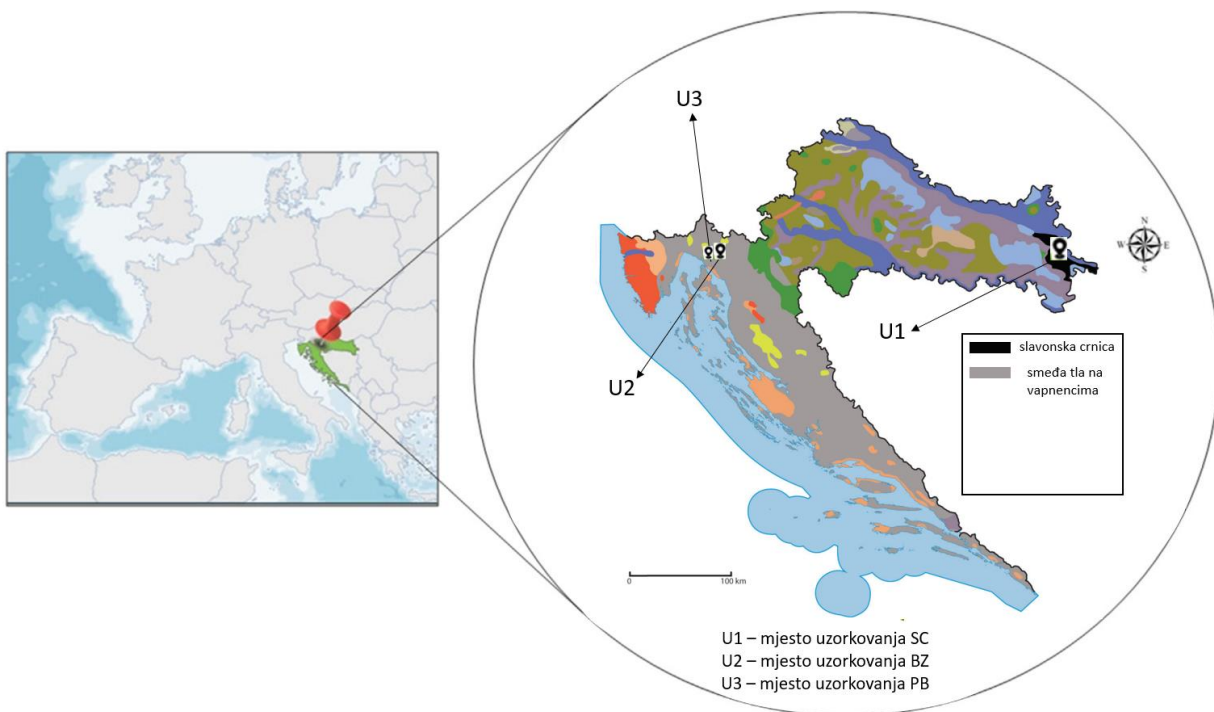 U3
N
W
E
S
U1
U2
slavonska crnica
smeđa tla na
vapnencima
0
100 km
U1 – mjesto uzorkovanja SC
U2 – mjesto uzorkovanja BZ
U3 – mjesto uzorkovanja PB